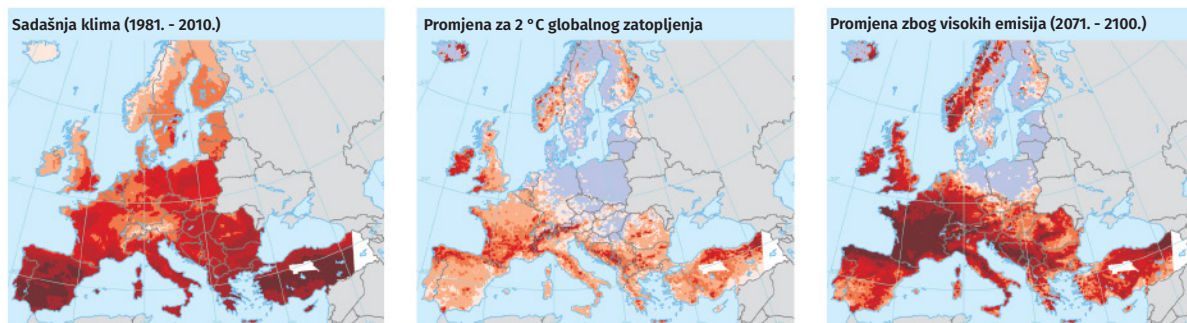 Sadašnja klima (1981. - 2010.)
Promjena za 2 °C globalnog zatopljenja
Promjena zbog visokih emisija (2071. - 2100.)